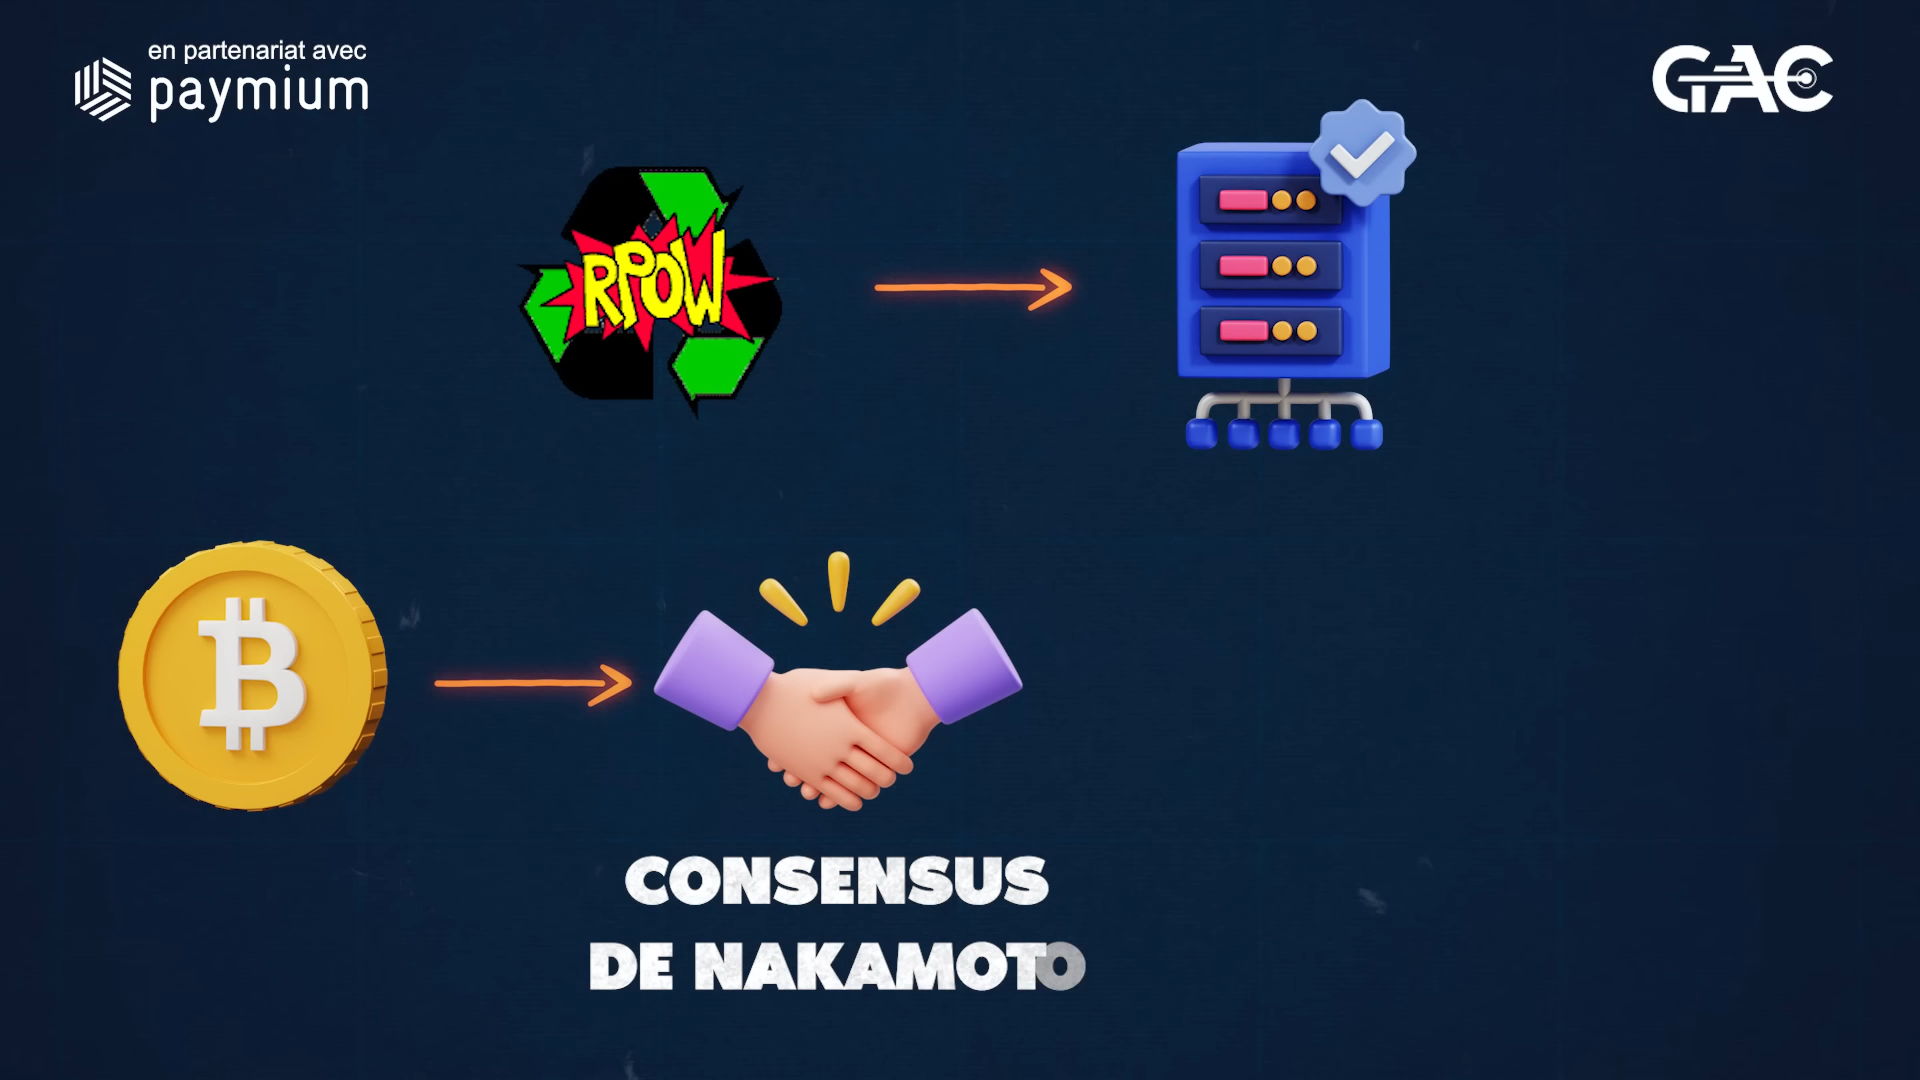 en partenariat avec
paymium
GAC
RPOW
CONSENSUS
DE NAKAMOTO